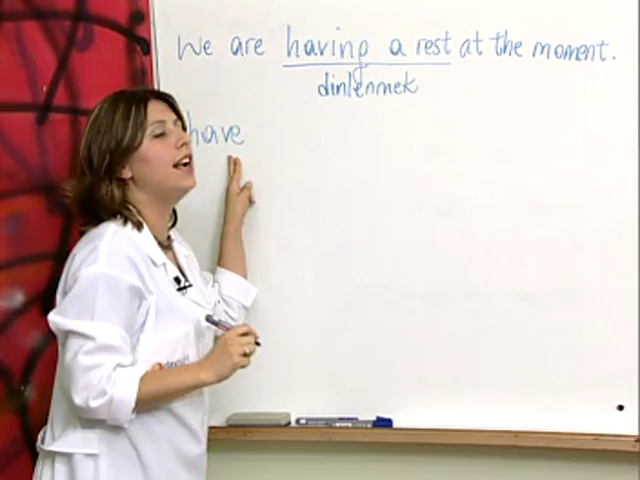 We are having a rest at the moment.
dinlenmek
have